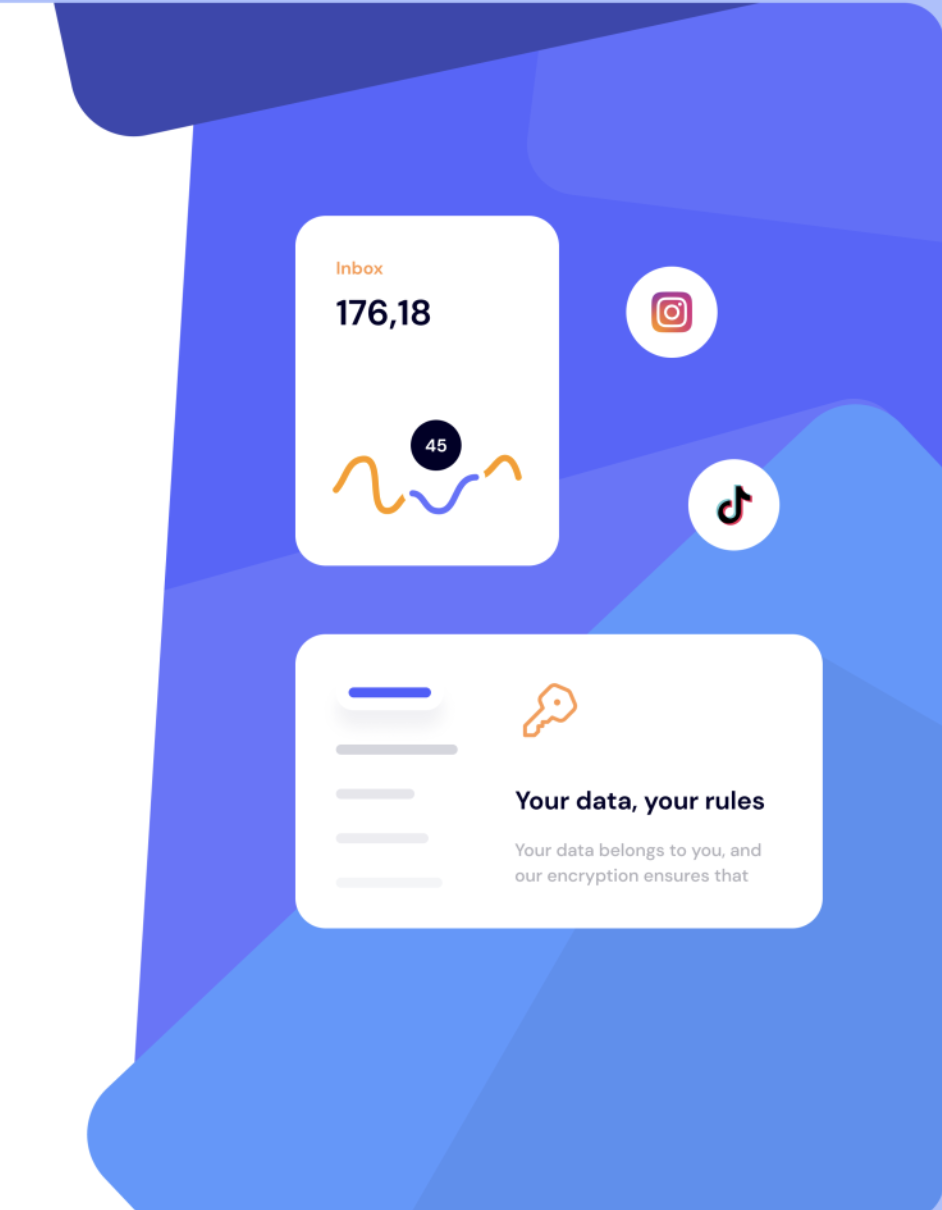 Inbox
176,18
45
Your data, your rules
Your data belongs to you, and
our encryption ensures that